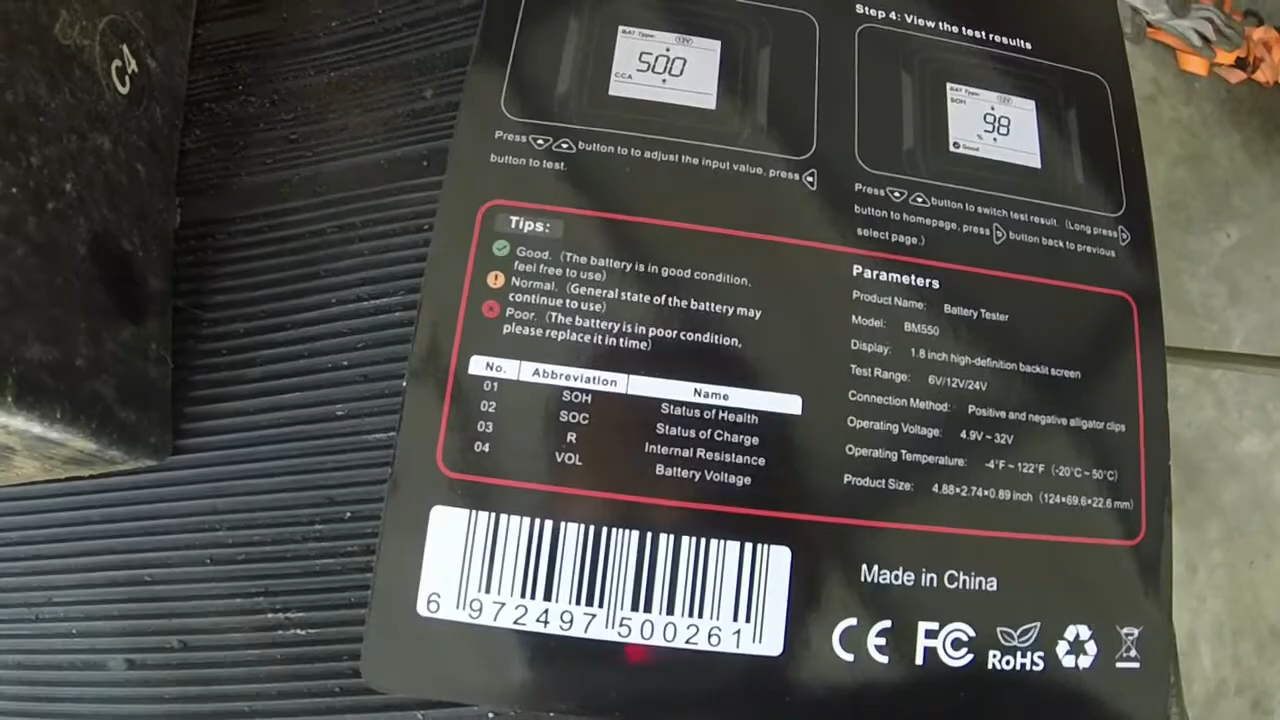 C4
BAT Type: 12V
500
CCA
Press button to to adjust the input value, press
button to test.
Step 4: View the test results
BAT Type: 12V
SOH
98
%
Good
Press button to switch test result. (Long press
button to homepage, press button back to previous
select page.)
Tips:
Good. (The battery is in good condition,
feel free to use)
Normal. (General state of the battery may
continue to use)
Poor. (The battery is in poor condition,
please replace it in time)
No. Abbreviation Name
01 SOH Status of Health
02 SOC Status of Charge
03 R Internal Resistance
04 VOL Battery Voltage
Parameters
Product Name: Battery Tester
Model: BM550
Display: 1.8 inch high-definition backlit screen
Test Range: 6V/12V/24V
Connection Method: Positive and negative alligator clips
Operating Voltage: 4.9V~32V
Operating Temperature: -4°F~122°F (-20°C~50°C)
Product Size: 4.88*2.74*0.89 inch (124*69.6*22.6 mm)
6 972497 500261
Made in China
CE FC RoHS